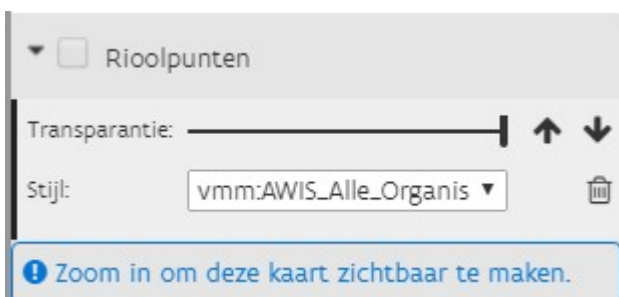 Rioolpunten
Transparantie:
Stijl: vmm:AWIS_Alle_Organis
Zoom in om deze kaart zichtbaar te maken.